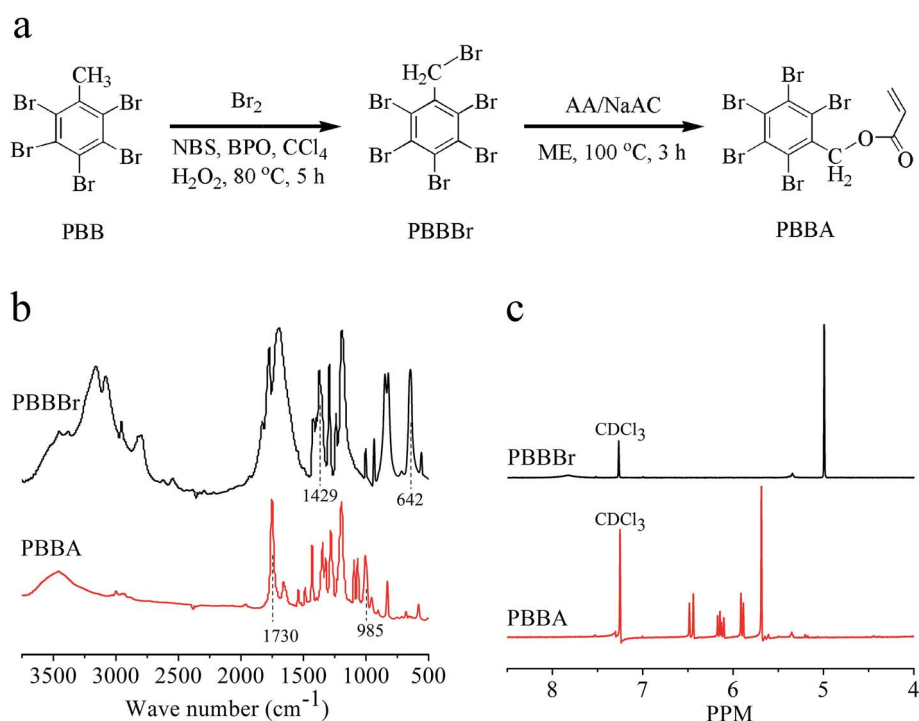 a
CH₃
Br
Br
Br
Br
Br
PBB
Br₂
NBS, BPO, CCl₄
H₂O₂, 80 °C, 5 h
Br
H₂C
Br
Br
Br
Br
Br
PBBBr
AA/NaAC
ME, 100 °C, 3 h
Br
Br
Br
Br
Br
O
O
C
H₂
PBBA
b
PBBBr
1429
642
PBBA
1730
985
3500 3000 2500 2000 1500 1000 500
Wave number (cm⁻¹)
c
CDCl₃
PBBBr
CDCl₃
PBBA
8 7 6 5 4
PPM